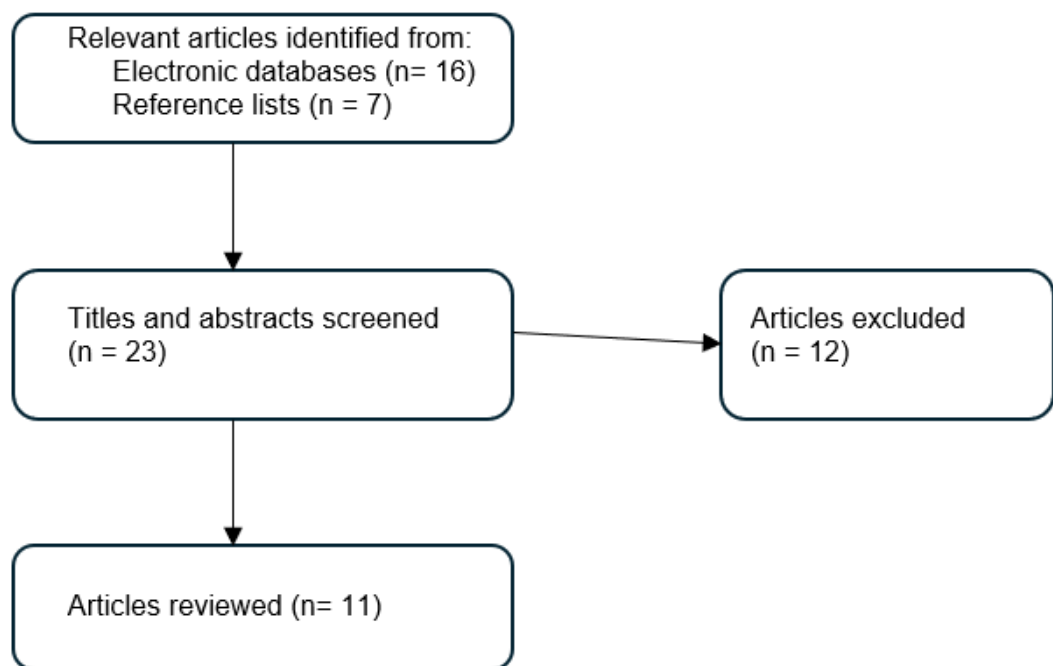 Relevant articles identified from:
Electronic databases (n= 16)
Reference lists (n = 7)
Titles and abstracts screened
(n = 23)
Articles excluded
(n = 12)
Articles reviewed (n= 11)